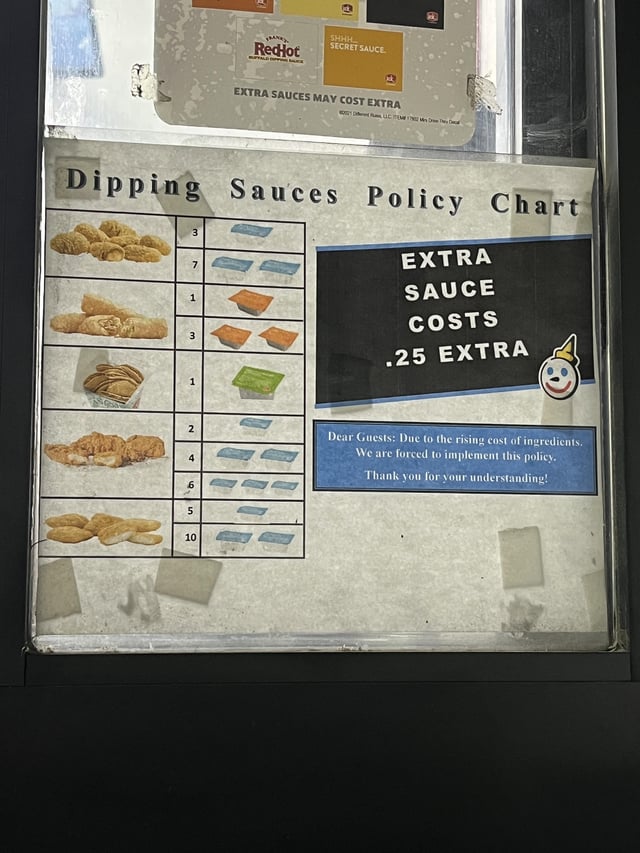 FRANK'S
RedHot
BUFFALO DIPPING SAUCE
SHHH...
SECRET SAUCE.
EXTRA SAUCES MAY COST EXTRA
Dipping Sauces Policy Chart
3
7
1
3
1
2
4
6
5
10
EXTRA
SAUCE
COSTS
.25 EXTRA
Dear Guests: Due to the rising cost of ingredients.
We are forced to implement this policy.
Thank you for your understanding!